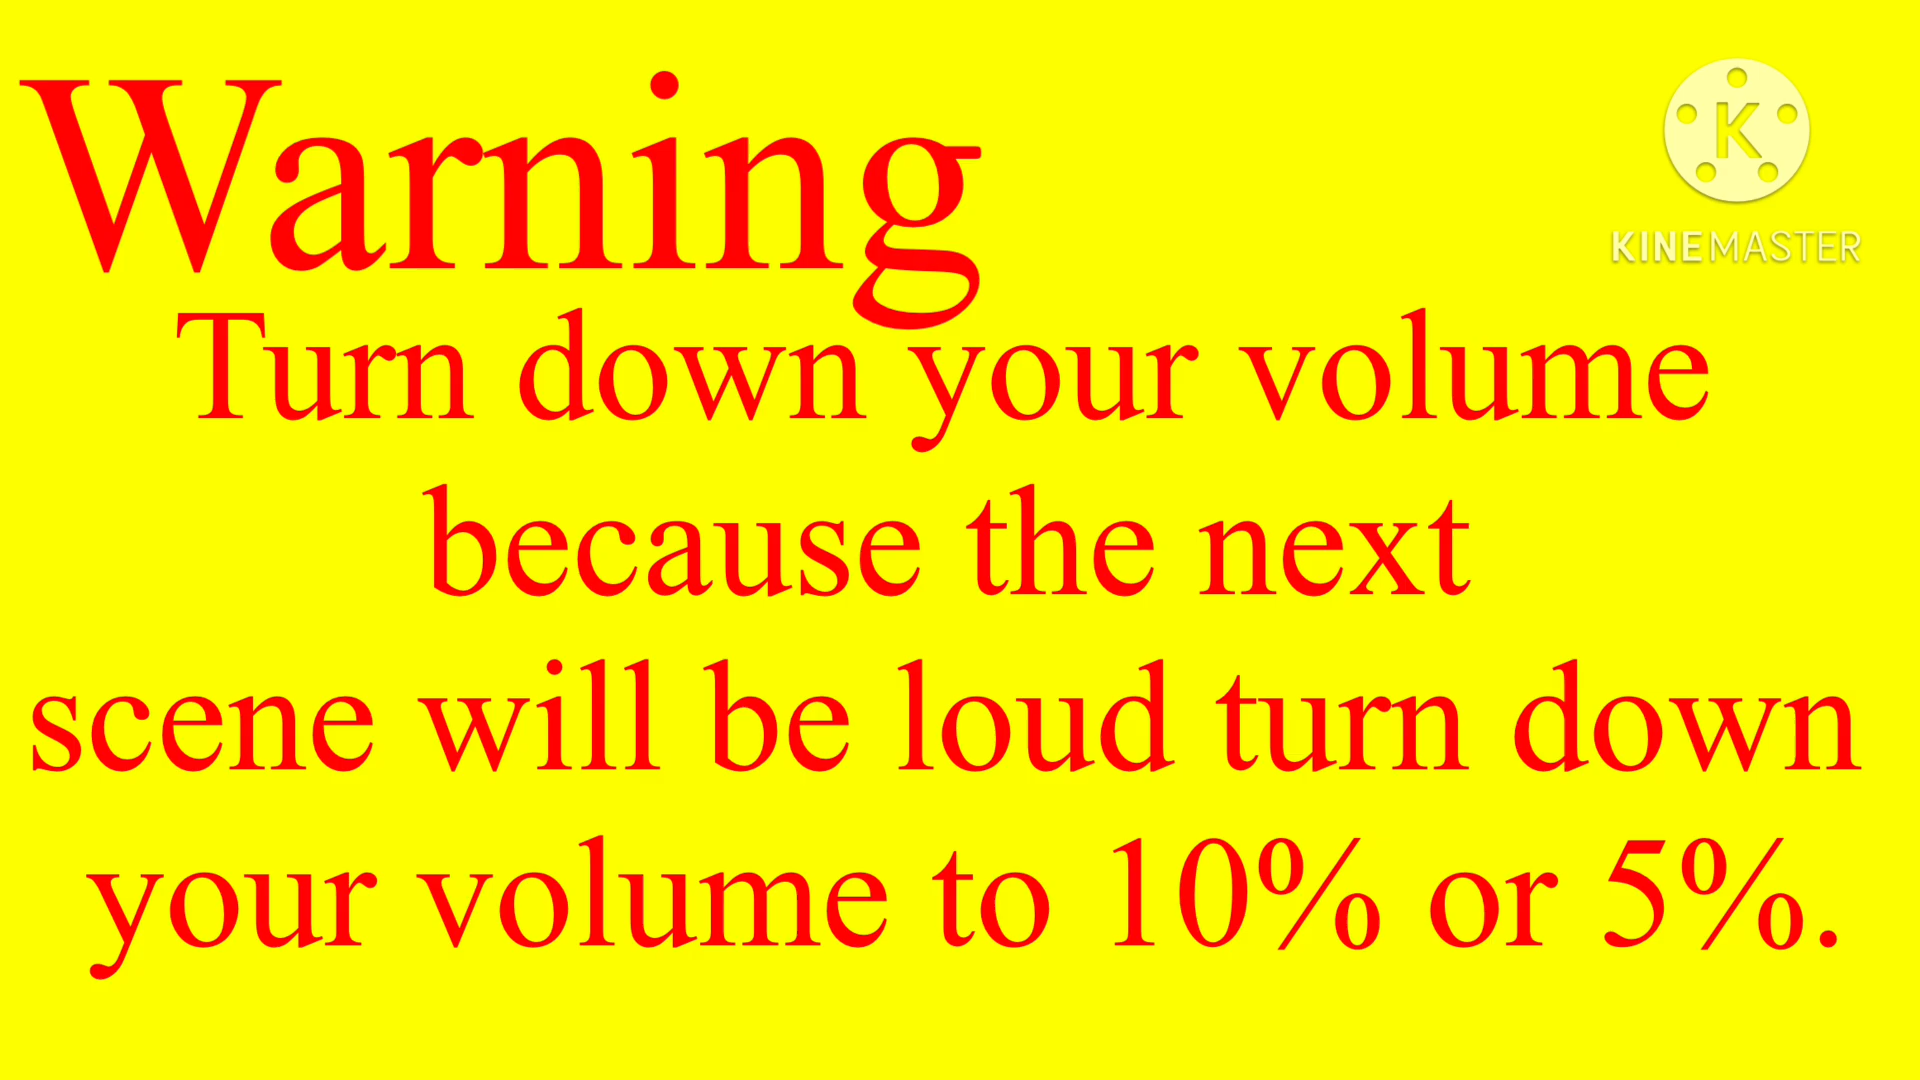 Warning
K
KINEMASTER
Turn down your volume
because the next
scene will be loud turn down
your volume to 10% or 5%.